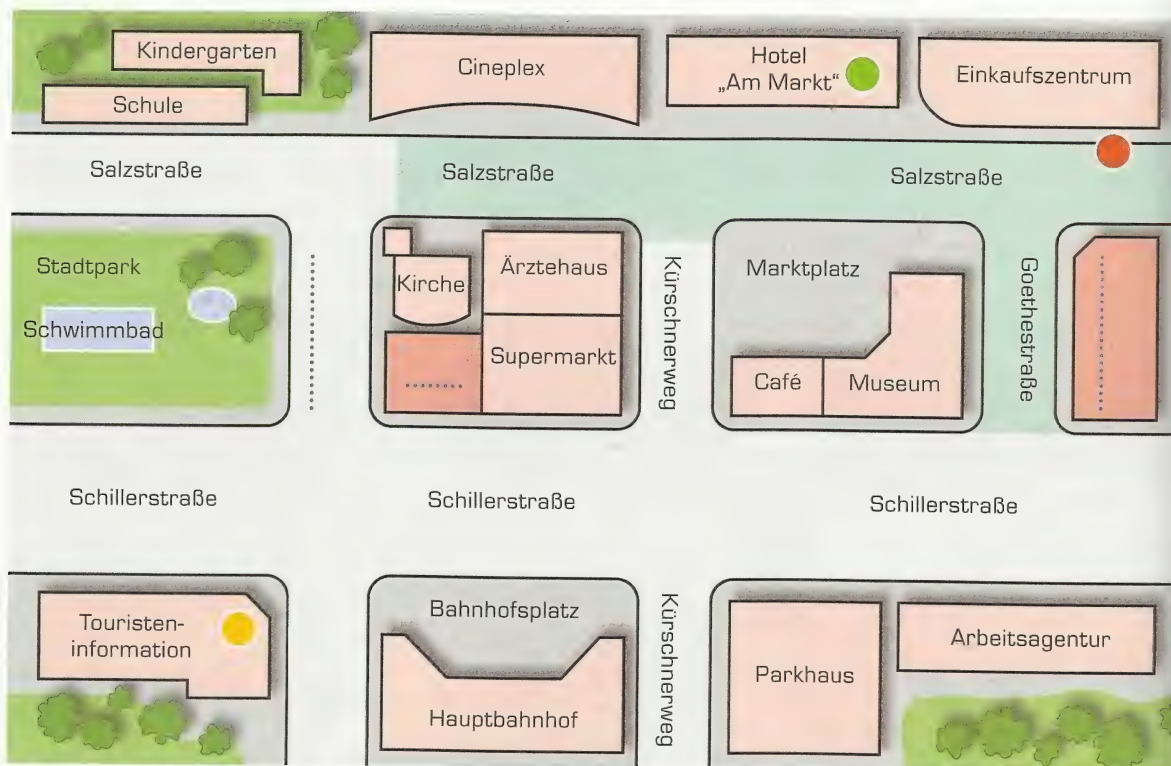 Kindergarten
Schule
Cineplex
Hotel
„Am Markt“
Einkaufszentrum
Salzstraße
Salzstraße
Salzstraße
Stadtpark
Schwimmbad
Kirche
Ärztehaus
Supermarkt
Kürschnerweg
Marktplatz
Café
Museum
Goethestraße
Schillerstraße
Schillerstraße
Schillerstraße
Touristen-
information
Bahnhofsplatz
Hauptbahnhof
Kürschnerweg
Parkhaus
Arbeitsagentur